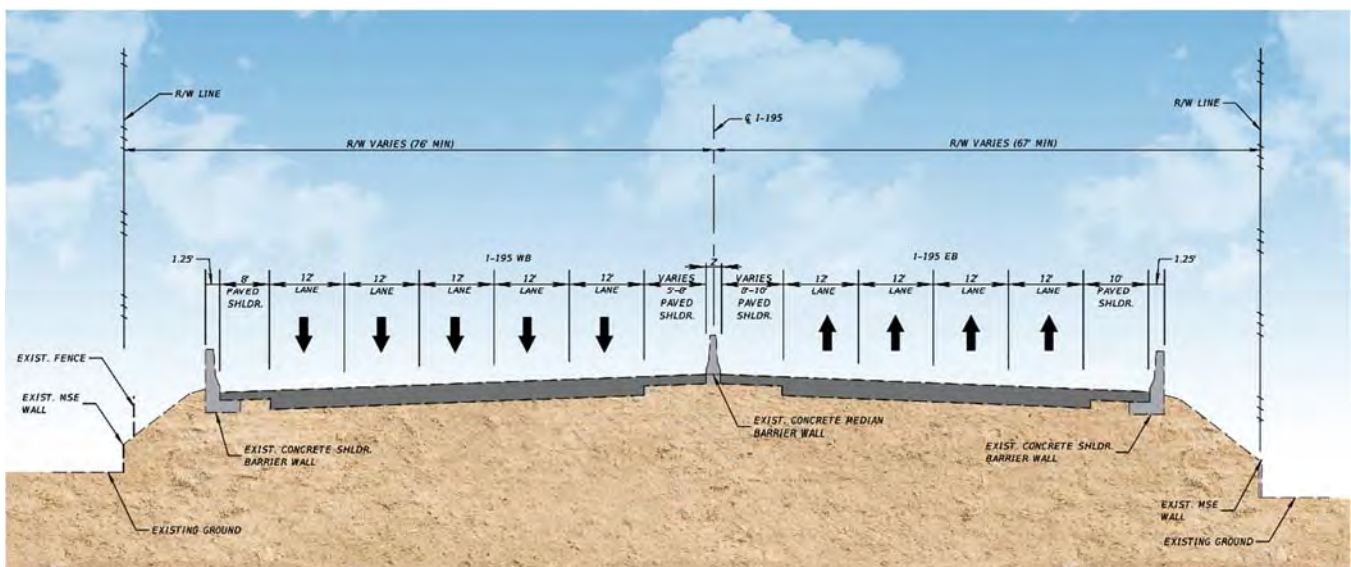 R/W LINE
℄ I-195
R/W LINE
R/W VARIES (76' MIN)
R/W VARIES (67' MIN)
I-195 WB
I-195 EB
1.25'
8'
PAVED
SHLDR.
12'
LANE
12'
LANE
12'
LANE
12'
LANE
12'
LANE
VARIES
5'-8'
PAVED
SHLDR.
2'
VARIES
8'-10'
PAVED
SHLDR.
12'
LANE
12'
LANE
12'
LANE
12'
LANE
10'
PAVED
SHLDR.
1.25'
EXIST. FENCE
EXIST. MSE
WALL
EXIST. CONCRETE SHLDR.
BARRIER WALL
EXISTING GROUND
EXIST. CONCRETE MEDIAN
BARRIER WALL
EXIST. CONCRETE SHLDR.
BARRIER WALL
EXIST. MSE
WALL
EXISTING GROUND